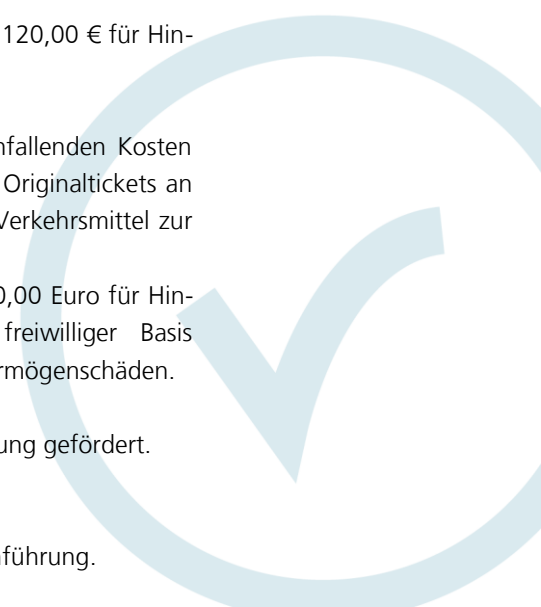 120,00 € für Hin-
nfallenden Kosten
Originaltickets an
Verkehrsmittel zur
0,00 Euro für Hin-
freiwilliger Basis
rmögenschäden.
ung gefördert.
führung.